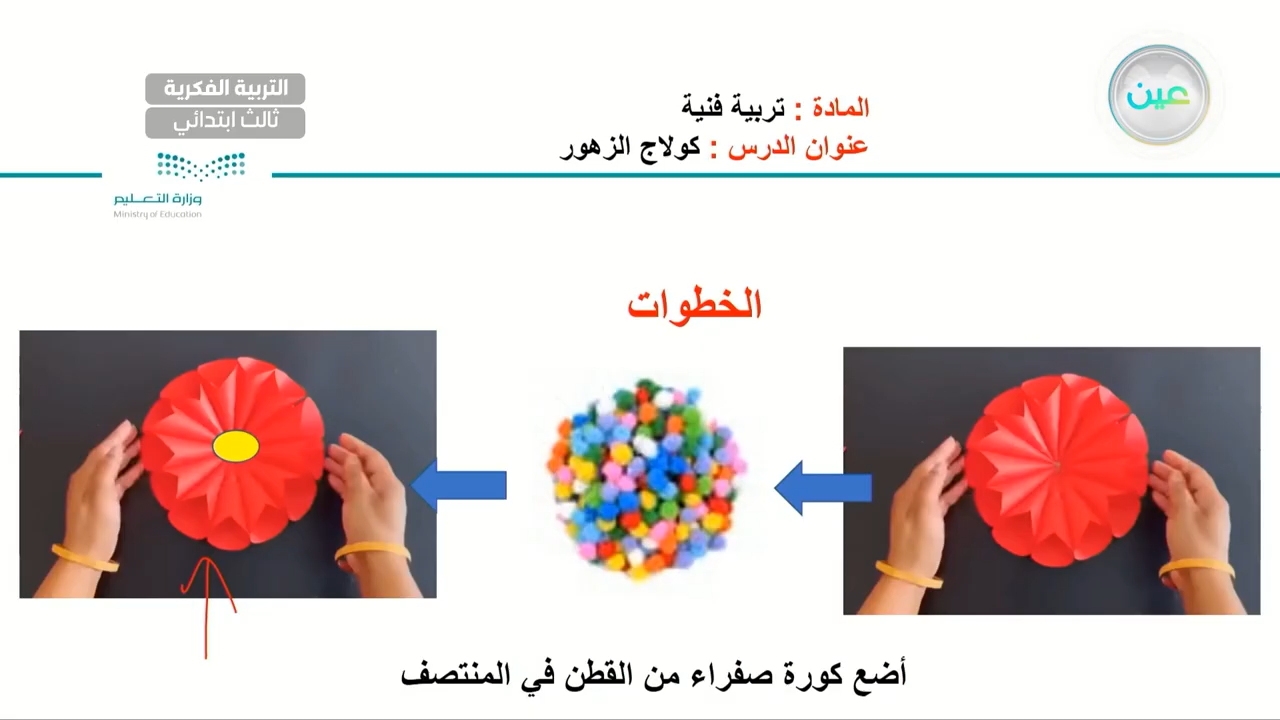 عين
المادة : تربية فنية
عنوان الدرس : كولاج الزهور
التربية الفكرية
ثالث ابتدائي
وزارة التعليم
Ministry of Education
الخطوات
أضع كورة صفراء من القطن في المنتصف